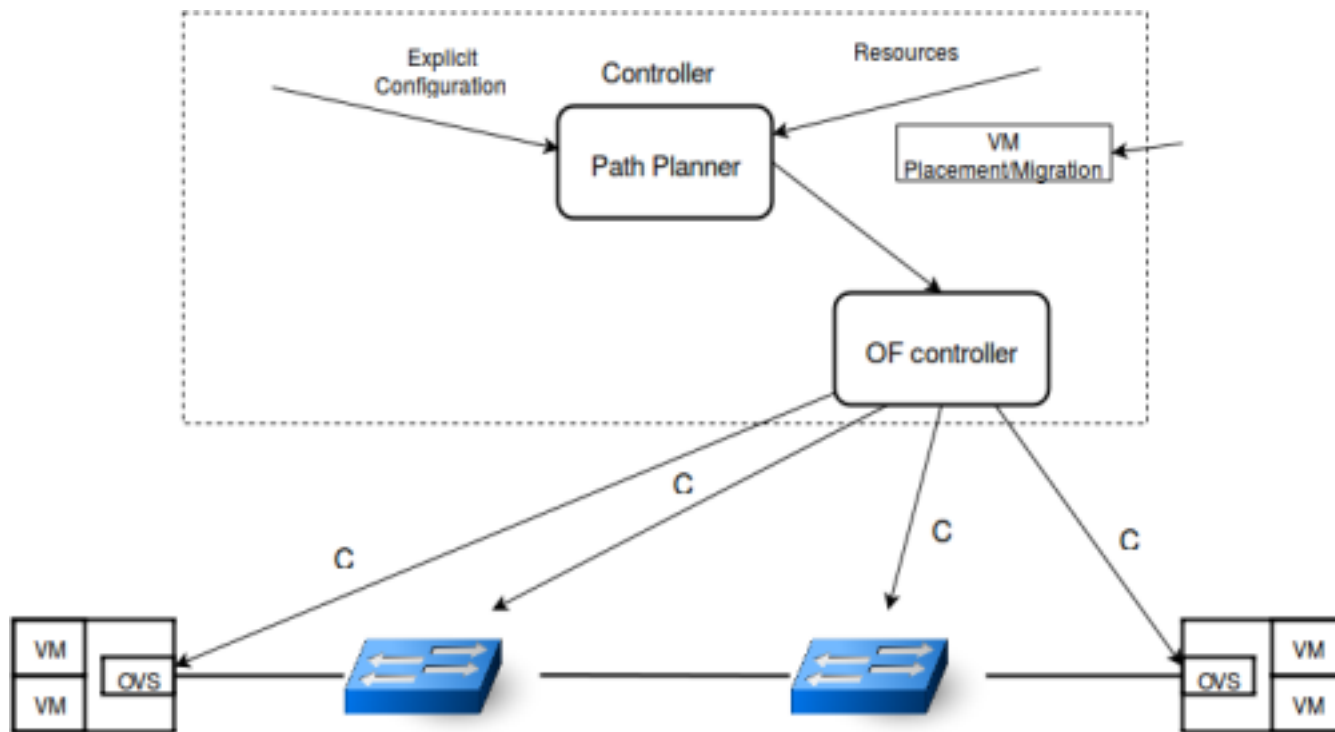 Explicit
Configuration
Controller
Resources
Path Planner
VM
Placement/Migration
OF controller
C
C
C
C
VM
VM
OVS
OVS
VM
VM